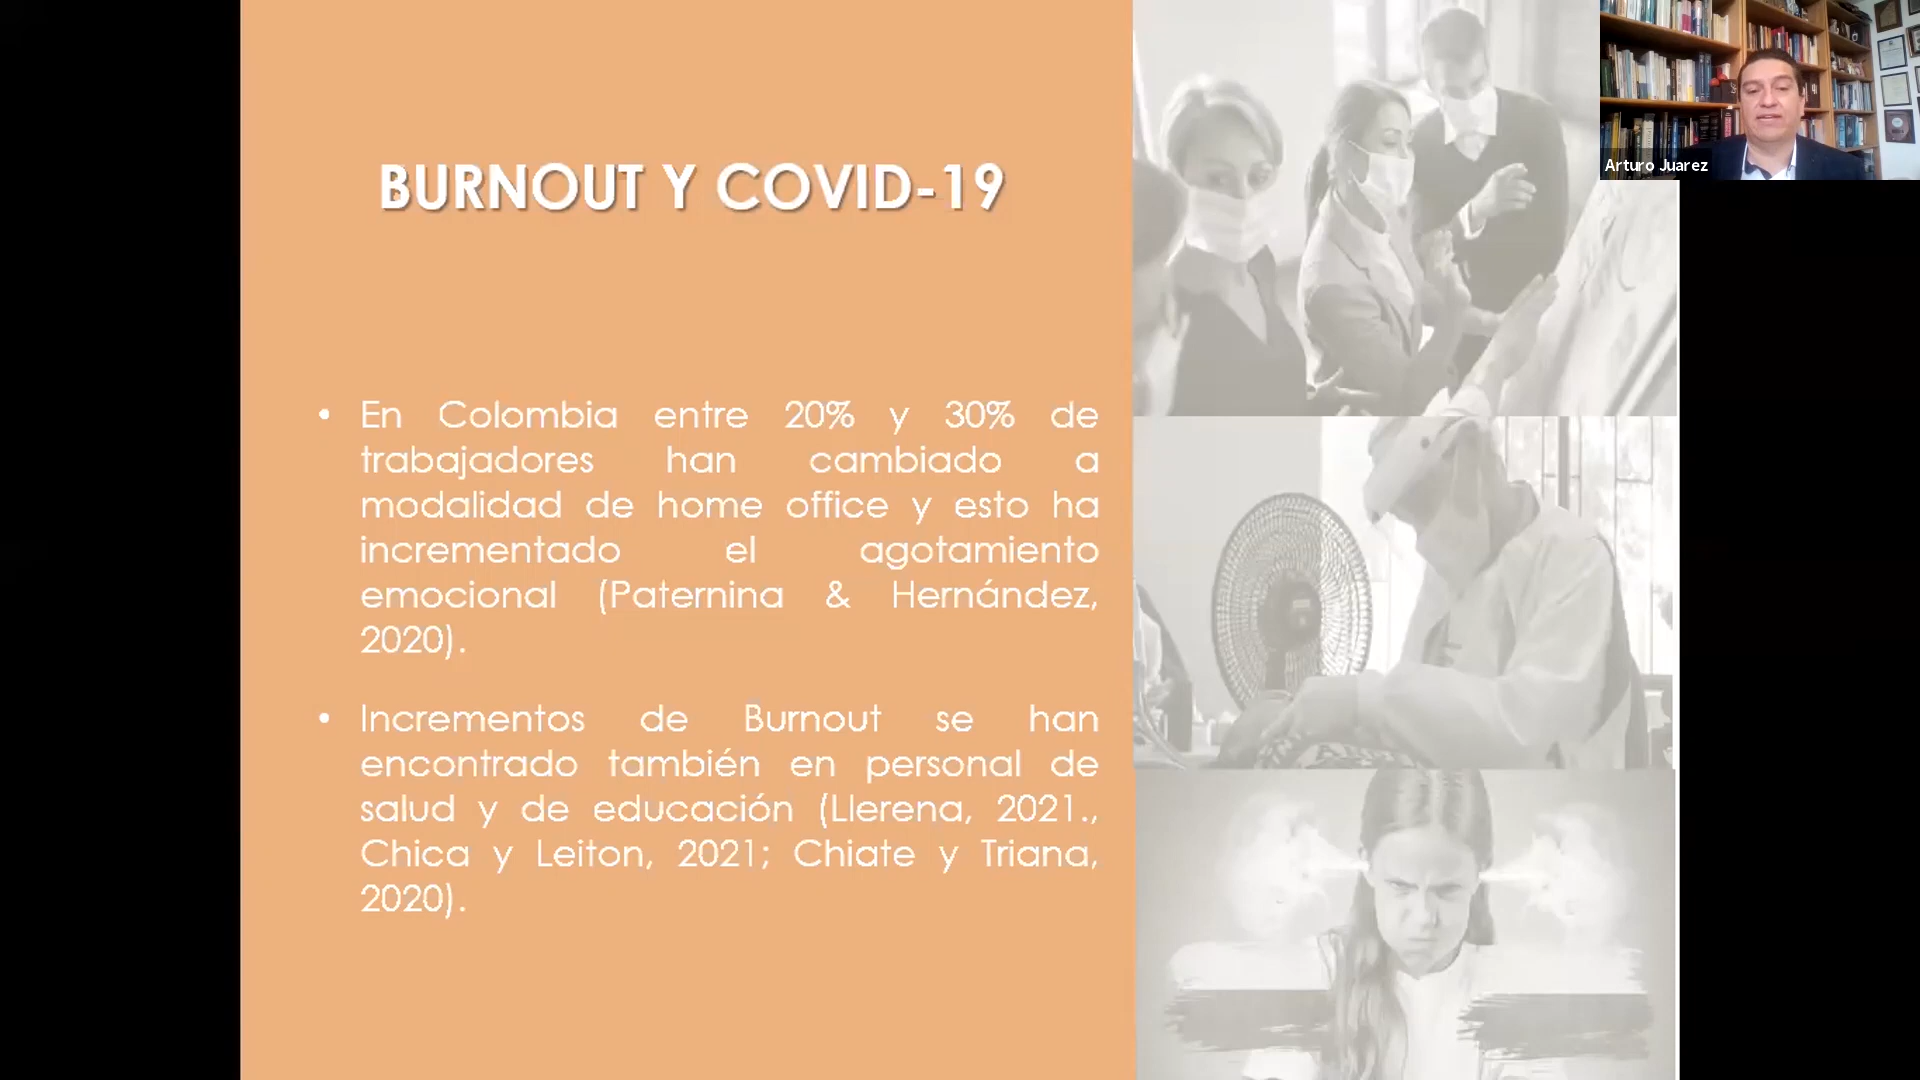 BURNOUT Y COVID-19
• En Colombia entre 20% y 30% de
trabajadores han cambiado a
modalidad de home office y esto ha
incrementado el agotamiento
emocional (Paternina & Hernández,
2020).
• Incrementos de Burnout se han
encontrado también en personal de
salud y de educación (Llerena, 2021.,
Chica y Leiton, 2021; Chiate y Triana,
2020).
Arturo Juarez